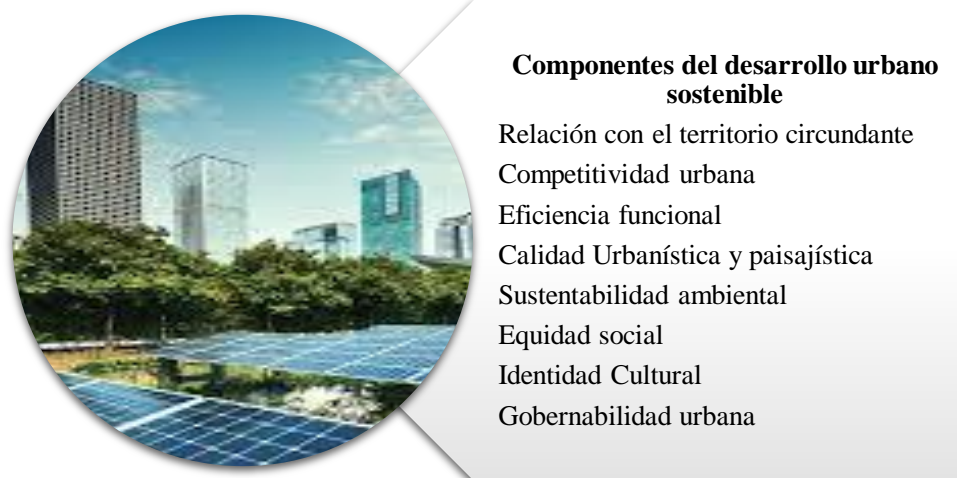 Componentes del desarrollo urbano
sostenible
Relación con el territorio circundante
Competitividad urbana
Eficiencia funcional
Calidad Urbanística y paisajística
Sustentabilidad ambiental
Equidad social
Identidad Cultural
Gobernabilidad urbana